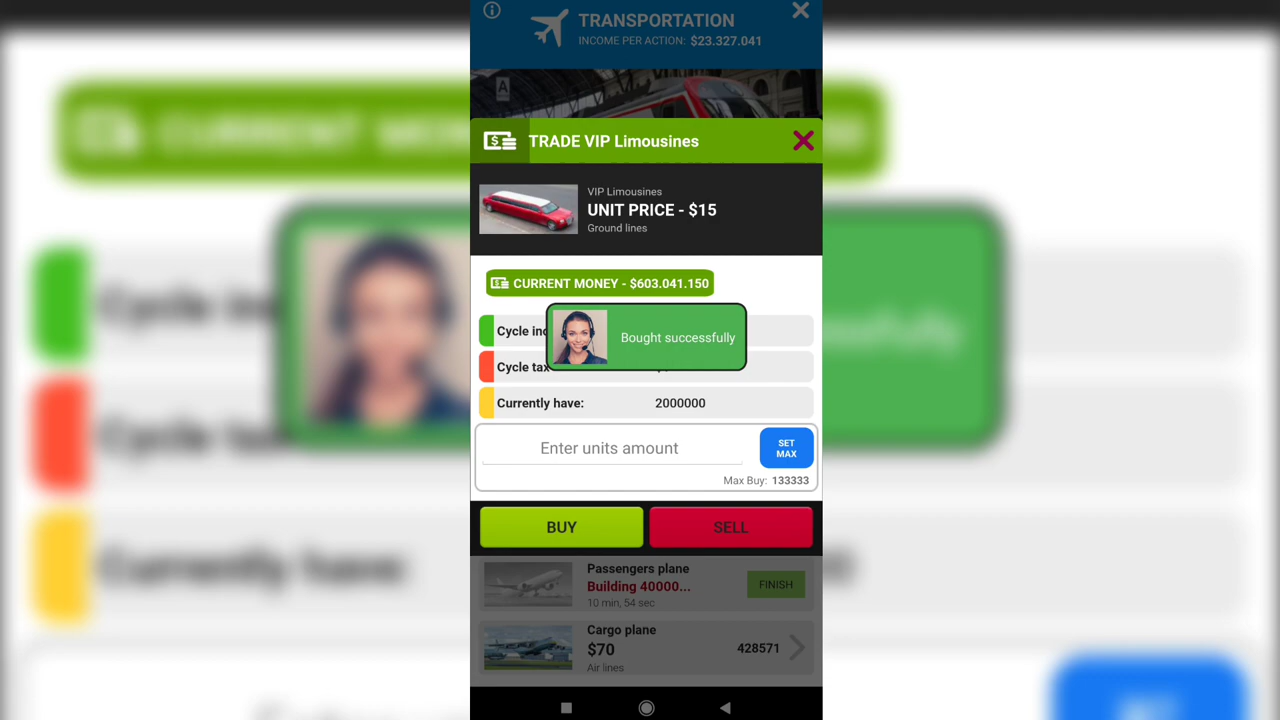 TRANSPORTATION
INCOME PER ACTION: $23.327.041
A
TRADE VIP Limousines
VIP Limousines
UNIT PRICE - $15
Ground lines
CURRENT MONEY - $603.041.150
Cycle inc
Bought successfully
Cycle tax
Currently have: 2000000
Enter units amount
SET
MAX
Max Buy: 133333
BUY
SELL
Passengers plane
Building 40000...
10 min, 54 sec
FINISH
Cargo plane
$70
428571
Air lines